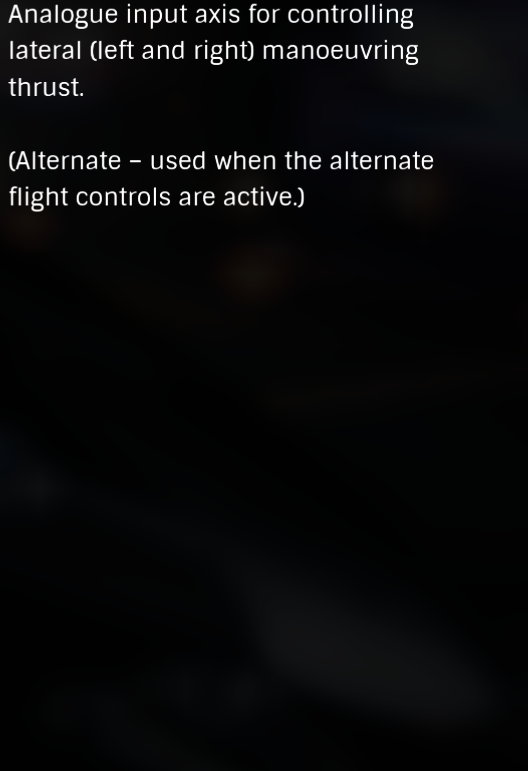 Analogue input axis for controlling
lateral (left and right) manoeuvring
thrust.
(Alternate – used when the alternate
flight controls are active.)